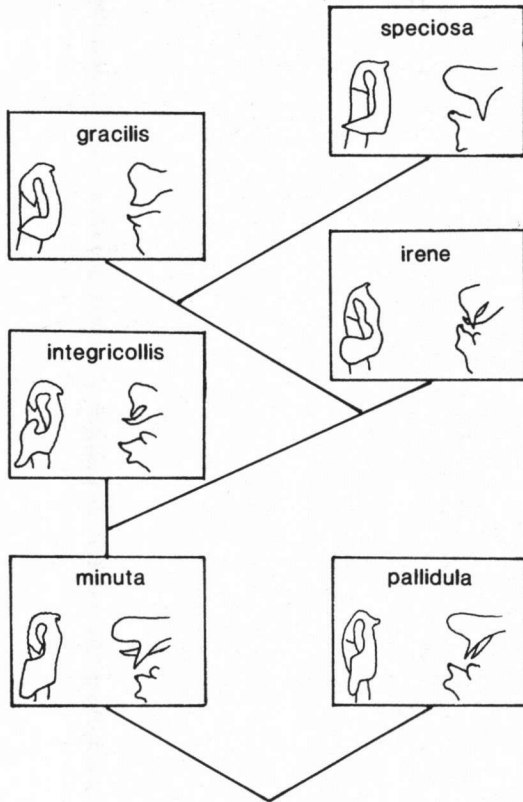 speciosa
gracilis
irene
integricollis
minuta
pallidula